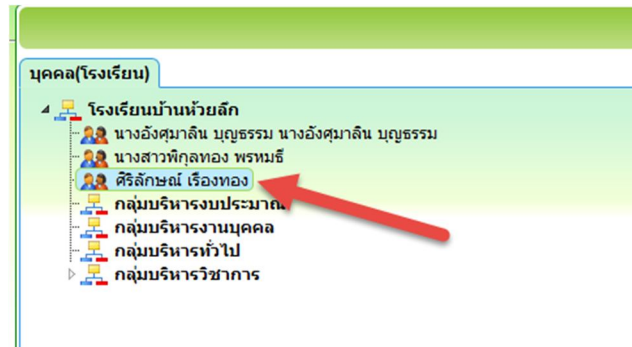 บุคคล(โรงเรียน)
โรงเรียนบ้านห้วยลึก
นางอังศุมาลิน บุญธรรม นางอังศุมาลิน บุญธรรม
นางสาวพิกุลทอง พรหมธี
ศิริลักษณ์ เรืองทอง
กลุ่มบริหารงบประมาณ
กลุ่มบริหารงานบุคคล
กลุ่มบริหารทั่วไป
กลุ่มบริหารวิชาการ